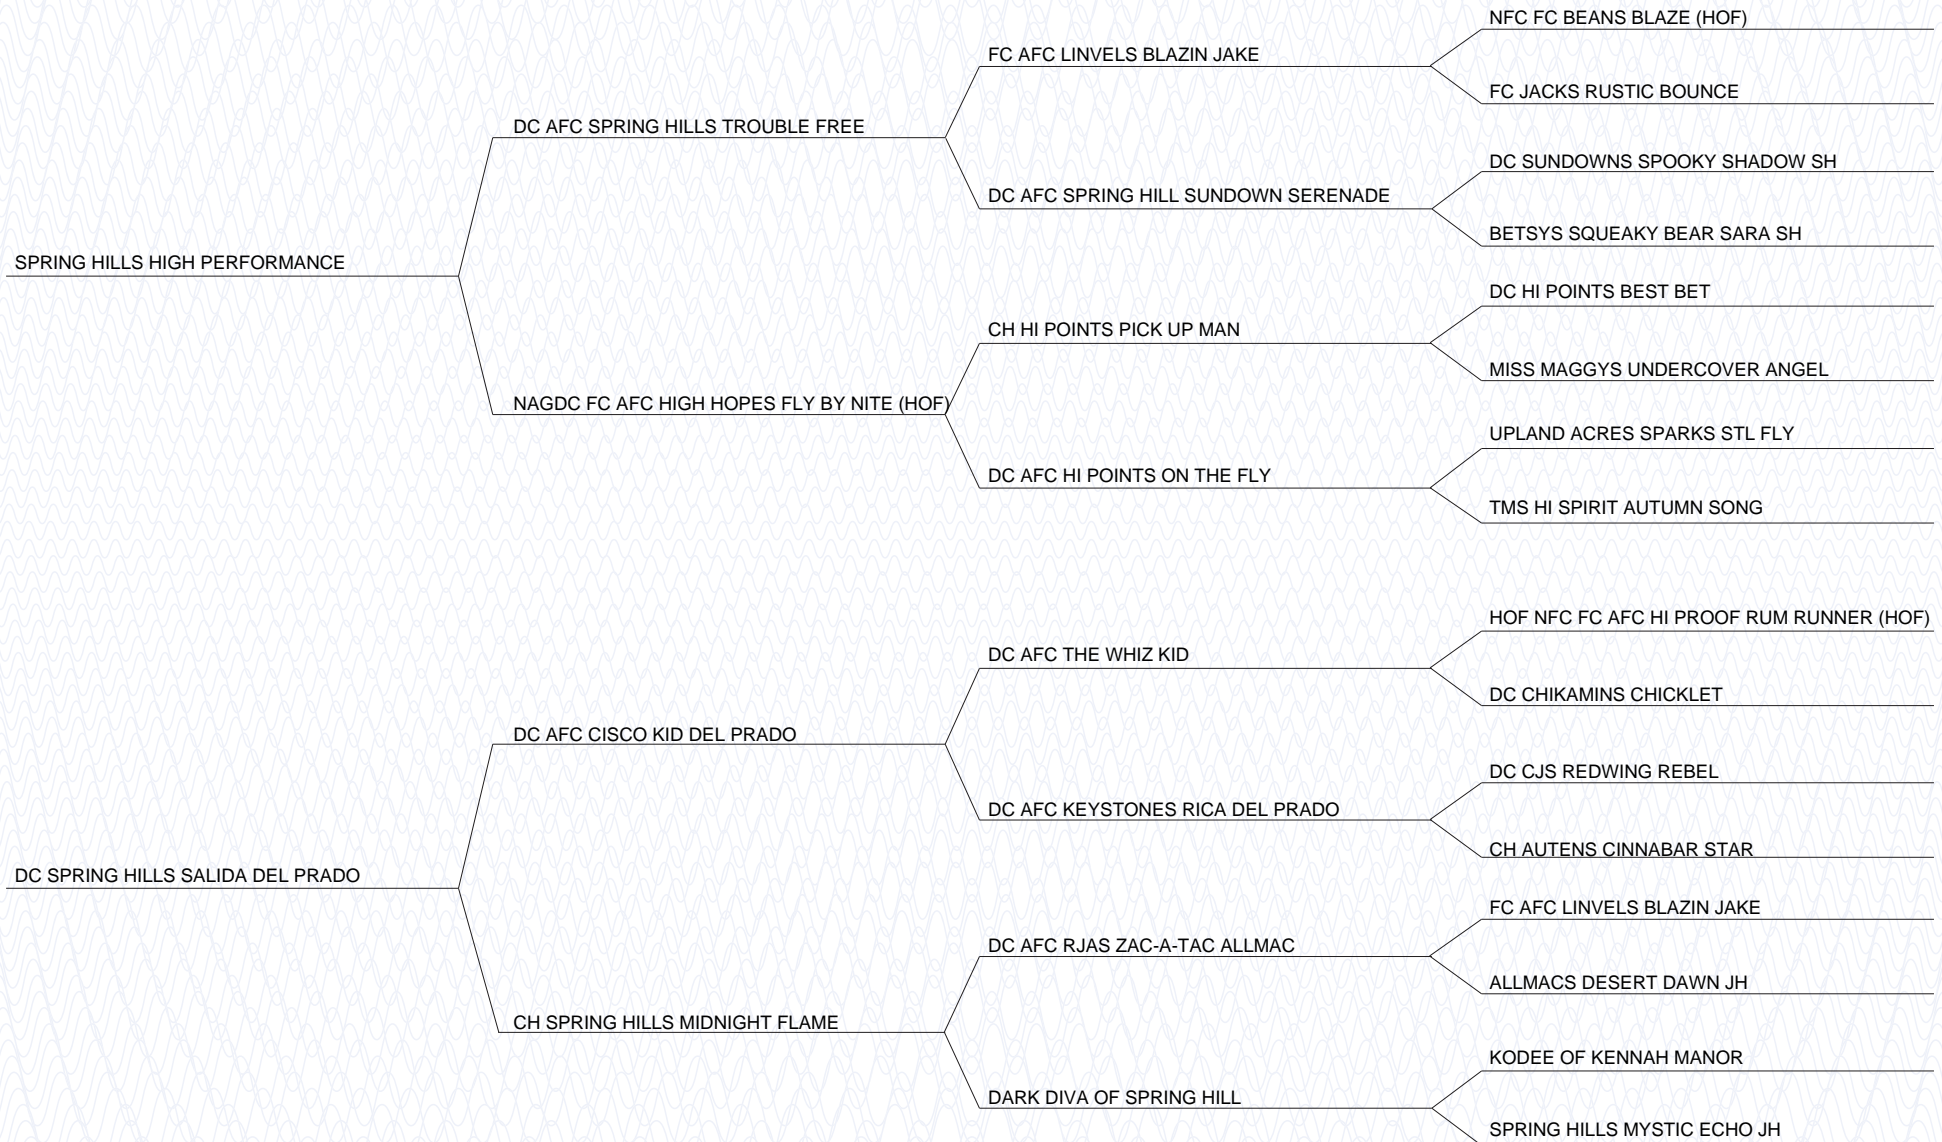 NFC FC BEANS BLAZE (HOF)
FC AFC LINVELS BLAZIN JAKE
FC JACKS RUSTIC BOUNCE
DC AFC SPRING HILLS TROUBLE FREE
DC SUNDOWNS SPOOKY SHADOW SH
DC AFC SPRING HILL SUNDOWN SERENADE
BETSYS SQUEAKY BEAR SARA SH
SPRING HILLS HIGH PERFORMANCE
DC HI POINTS BEST BET
CH HI POINTS PICK UP MAN
MISS MAGGYS UNDERCOVER ANGEL
NAGDC FC AFC HIGH HOPES FLY BY NITE (HOF)
UPLAND ACRES SPARKS STL FLY
DC AFC HI POINTS ON THE FLY
TMS HI SPIRIT AUTUMN SONG
HOF NFC FC AFC HI PROOF RUM RUNNER (HOF)
DC AFC THE WHIZ KID
DC CHIKAMINS CHICKLET
DC AFC CISCO KID DEL PRADO
DC CJS REDWING REBEL
DC AFC KEYSTONES RICA DEL PRADO
CH AUTENS CINNABAR STAR
DC SPRING HILLS SALIDA DEL PRADO
FC AFC LINVELS BLAZIN JAKE
DC AFC RJAS ZAC-A-TAC ALLMAC
ALLMACS DESERT DAWN JH
CH SPRING HILLS MIDNIGHT FLAME
KODEE OF KENNAH MANOR
DARK DIVA OF SPRING HILL
SPRING HILLS MYSTIC ECHO JH